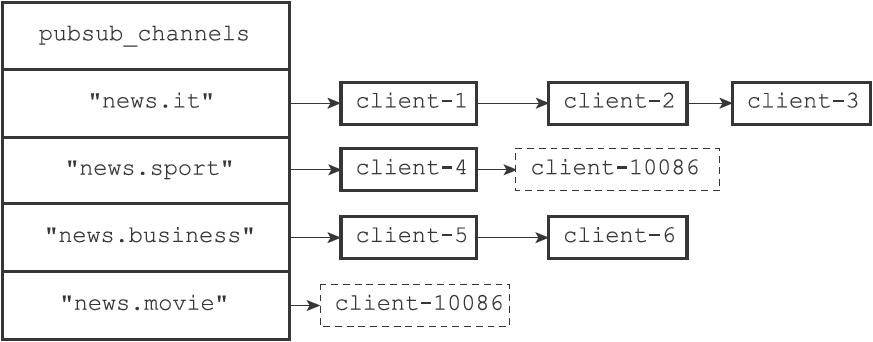 pubsub_channels
"news.it" client-1 client-2 client-3
"news.sport" client-4 client-10086
"news.business" client-5 client-6
"news.movie" client-10086